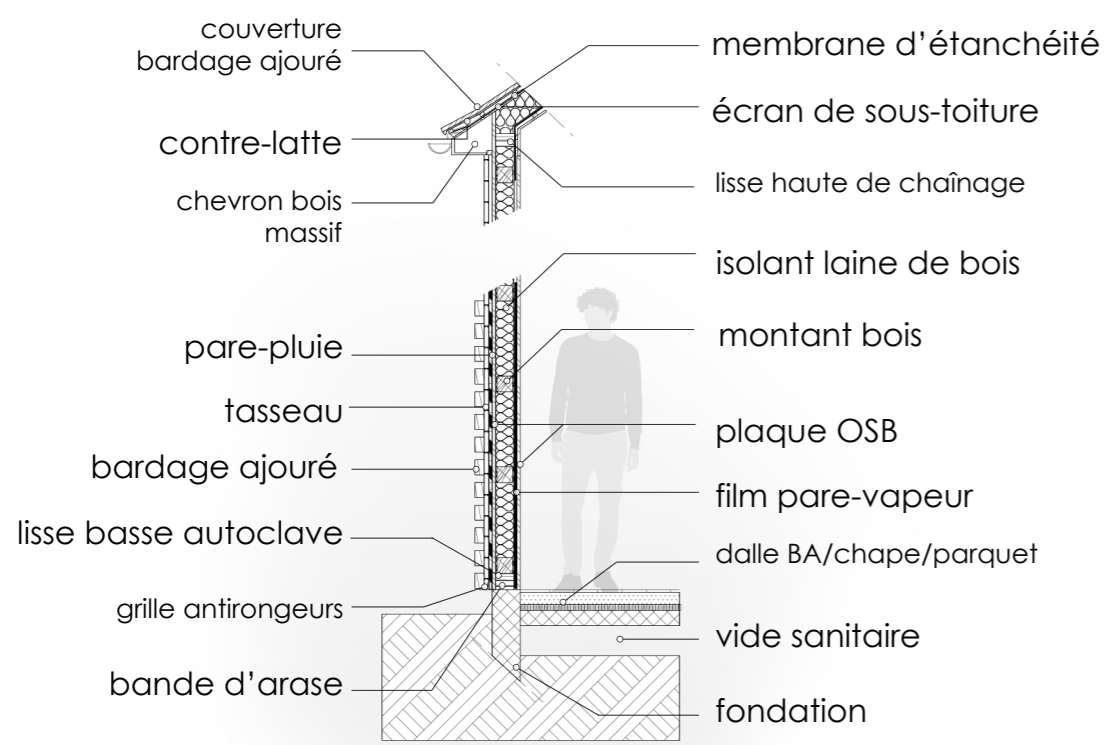 couverture
bardage ajouré
contre-latte
chevron bois
massif
pare-pluie
tasseau
bardage ajouré
lisse basse autoclave
grille antirongeurs
bande d’arase
membrane d’étanchéité
écran de sous-toiture
lisse haute de chaînage
isolant laine de bois
montant bois
plaque OSB
film pare-vapeur
dalle BA/chape/parquet
vide sanitaire
fondation